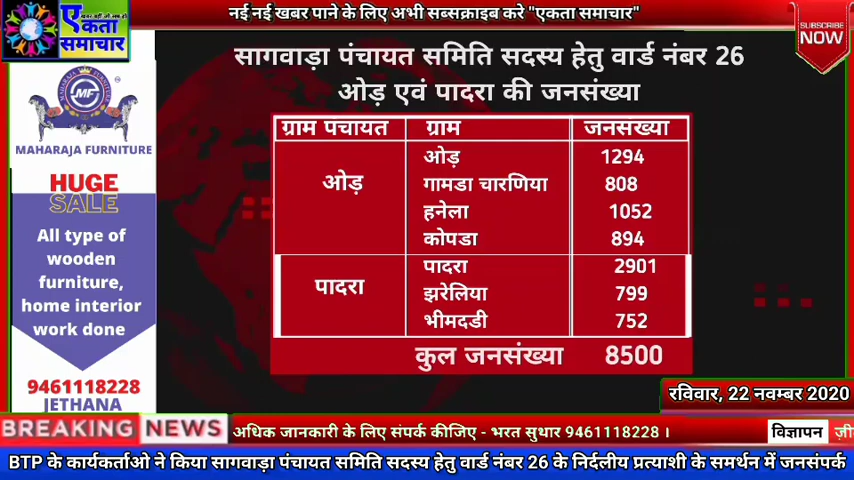 नई नई खबर पाने के लिए अभी सब्सक्राइब करे "एकता समाचार"
SUBSCRIBE
NOW
एकता
समाचार
सागवाड़ा पंचायत समिति सदस्य हेतु वार्ड नंबर 26
ओड़ एवं पादरा की जनसंख्या
MF
MAHARAJA FURNITURE
HUGE
SALE
All type of
wooden
furniture,
home interior
work done
9461118228
JETHANA
ग्राम पचायत ग्राम जनसख्या
ओड़
ओड़ 1294
गामडा चारणिया 808
हनेला 1052
कोपडा 894
पादरा
पादरा 2901
झरेलिया 799
भीमदडी 752
कुल जनसंख्या 8500
रविवार, 22 नवम्बर 2020
BREAKING NEWS
अधिक जानकारी के लिए संपर्क कीजिए - भरत सुथार 9461118228 ।
विज्ञापन
BTP के कार्यकर्ताओ ने किया सागवाड़ा पंचायत समिति सदस्य हेतु वार्ड नंबर 26 के निर्दलीय प्रत्याशी के समर्थन में जनसंपर्क